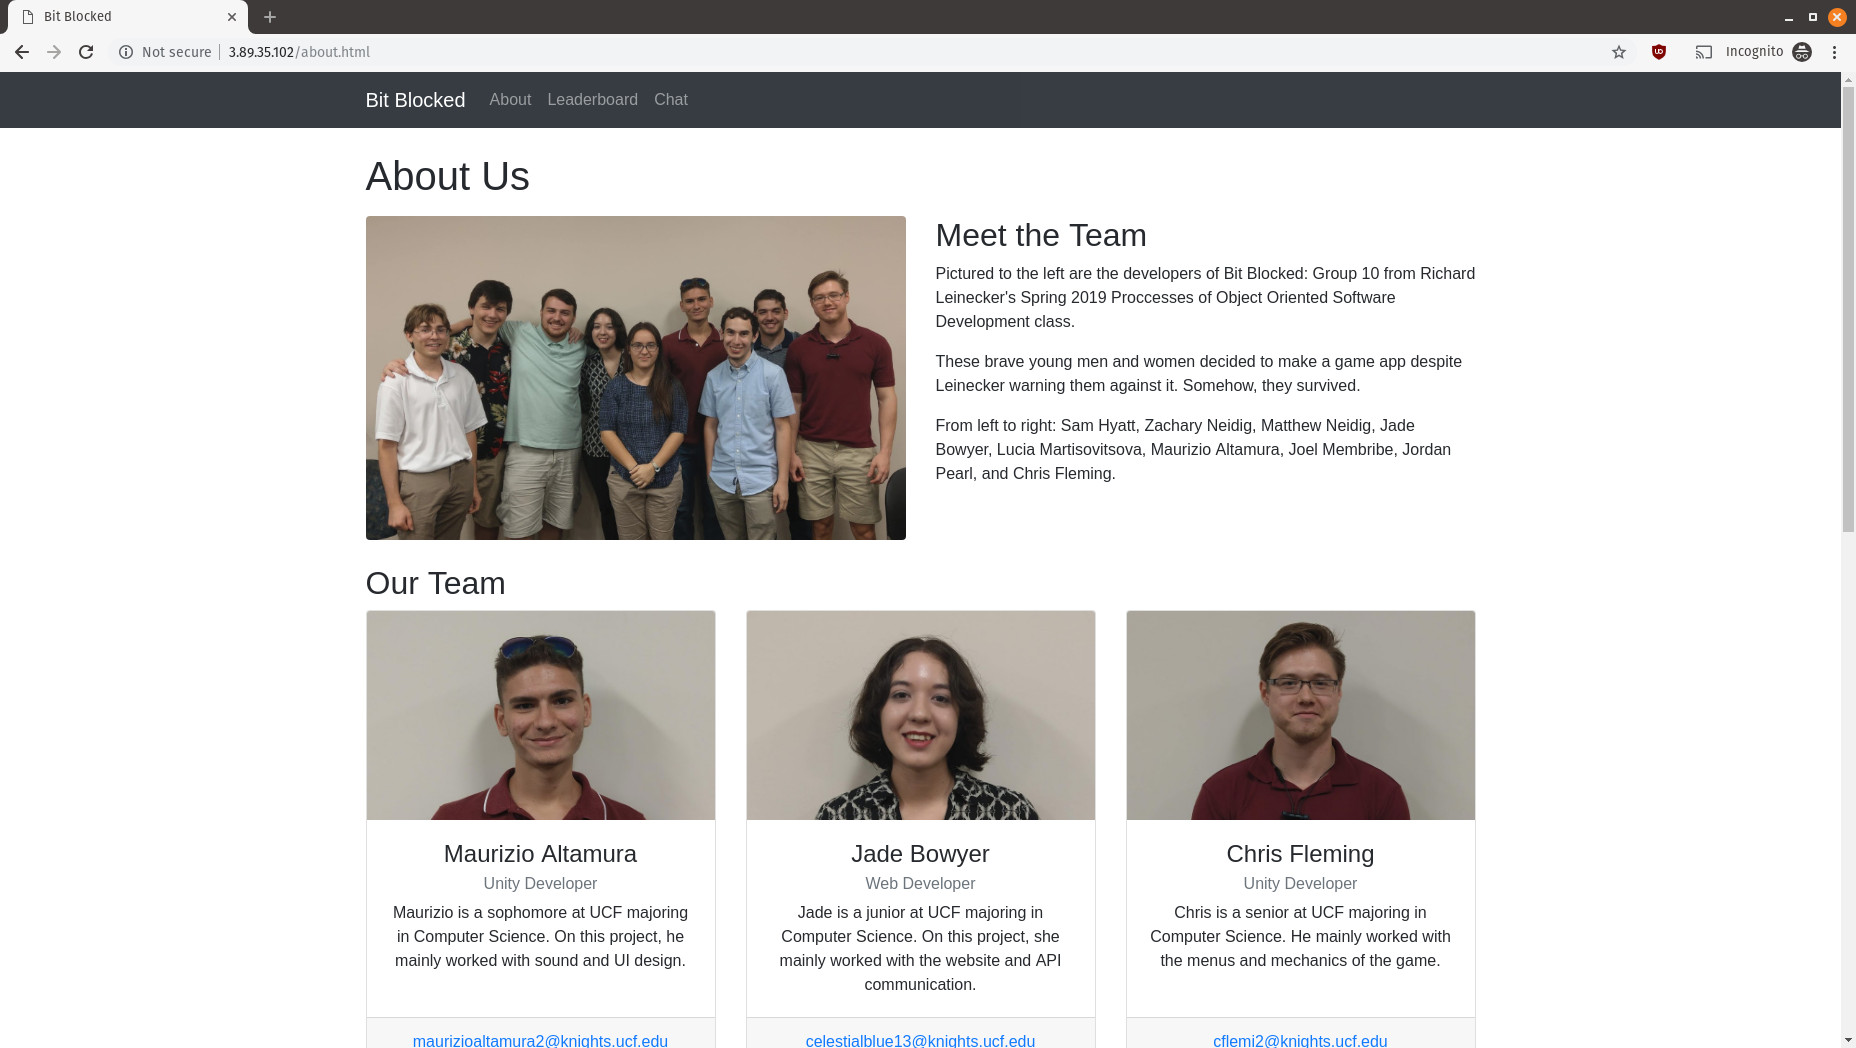 Bit Blocked
Not secure
3.89.35.102/about.html
Incognito
Bit Blocked
About
Leaderboard
Chat
About Us
Meet the Team
Pictured to the left are the developers of Bit Blocked: Group 10 from Richard
Leinecker's Spring 2019 Proccesses of Object Oriented Software
Development class.
These brave young men and women decided to make a game app despite
Leinecker warning them against it. Somehow, they survived.
From left to right: Sam Hyatt, Zachary Neidig, Matthew Neidig, Jade
Bowyer, Lucia Martisovitsova, Maurizio Altamura, Joel Membribe, Jordan
Pearl, and Chris Fleming.
Our Team
Maurizio Altamura
Unity Developer
Maurizio is a sophomore at UCF majoring
in Computer Science. On this project, he
mainly worked with sound and UI design.
maurizioaltamura2@knights.ucf.edu
Jade Bowyer
Web Developer
Jade is a junior at UCF majoring in
Computer Science. On this project, she
mainly worked with the website and API
communication.
celestialblue13@knights.ucf.edu
Chris Fleming
Unity Developer
Chris is a senior at UCF majoring in
Computer Science. He mainly worked with
the menus and mechanics of the game.
cflemi2@knights.ucf.edu